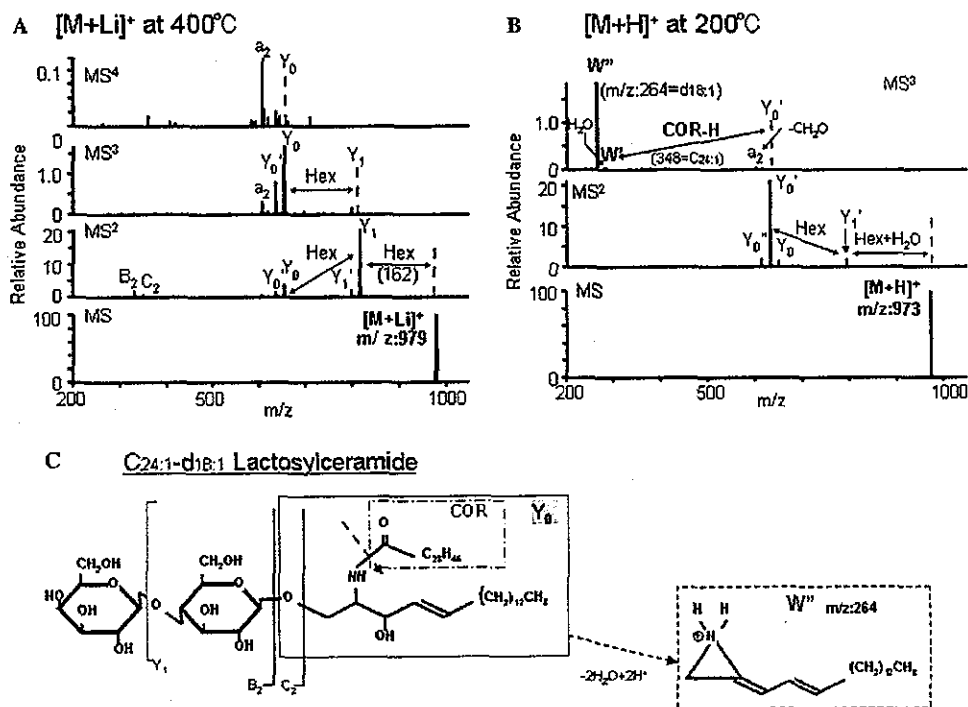 A [M+Li]⁺ at 400°C
Relative Abundance
MS⁴
0.1
0
a₂
Y₀
MS³
1.0
0
a₂
Y₀'
Y₀
Hex
Y₁
MS²
20
10
0
B₂
C₂
Y₀'
Y₀
Hex
Y₁'
Y₁
Hex
(162)
MS
100
0
[M+Li]⁺
m/z:979
200
500
1000
m/z
B [M+H]⁺ at 200°C
Relative Abundance
MS³
W"
(m/z:264=d18:1)
1.0
0
-H₂O
W'
COR-H
(348=C24:1)
Y₀'
-CH₂O
a₂
MS²
20
10
0
Y₀"
Y₀'
Y₀
Hex
Y₁'
Hex+H₂O
MS
100
0
[M+H]⁺
m/z:973
200
500
1000
m/z
C C24:1-d18:1 Lactosylceramide
Y₁
CH₂OH
HO
OH
OH
O
O
CH₂OH
OH
OH
O
O
B₂
C₂
COR
Y₀
O
C₂₃H₄₆
NH
(CH₂)₁₂CH₃
OH
-2H₂O+2H⁺
W" m/z:264
H H
⊕N
(CH₂)₁₂CH₃